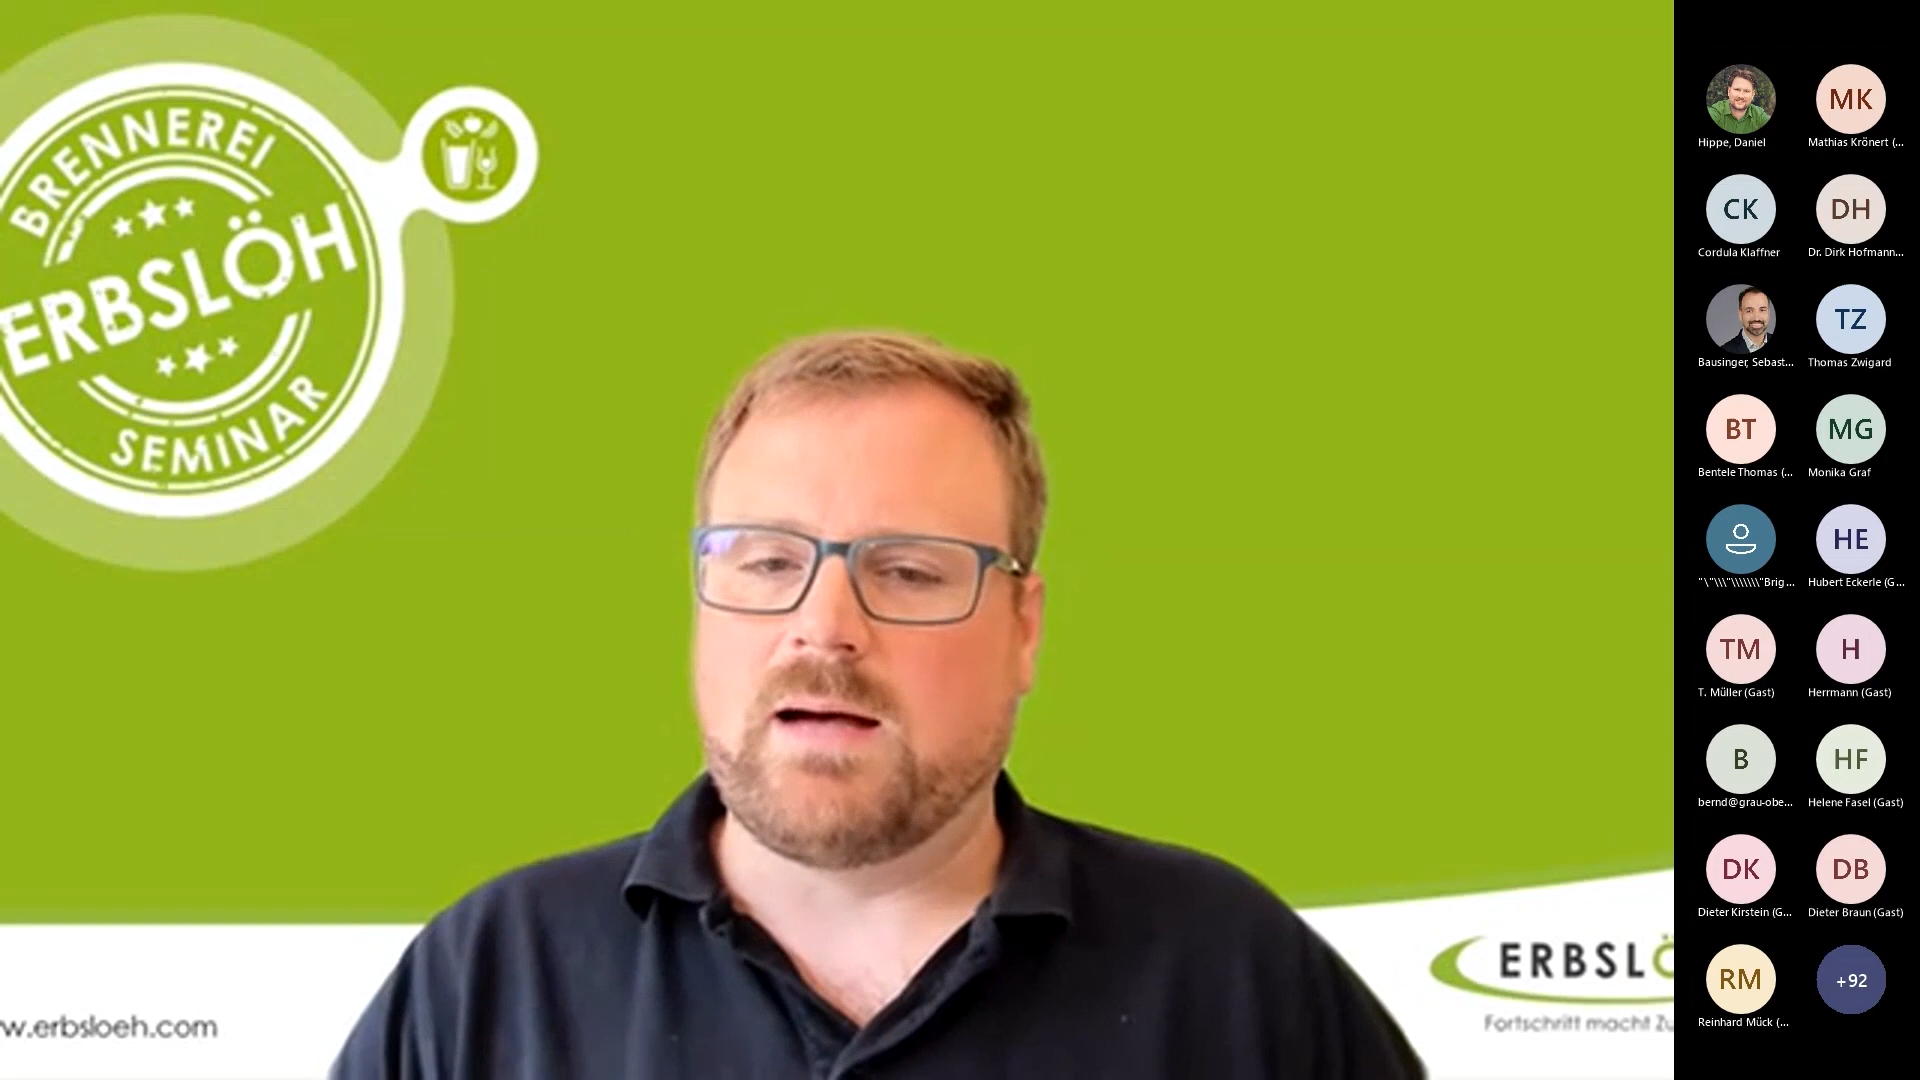 BRENNEREI
ERBSLÖH
SEMINAR
w.erbsloeh.com
ERBSLÖ
Fortschritt macht Zu
Hippe, Daniel
MK
Mathias Krönert (...
CK
Cordula Klaffner
DH
Dr. Dirk Hofmann...
Bausinger, Sebast...
TZ
Thomas Zwigard
BT
Bentele Thomas (...
MG
Monika Graf
"\"\\\"\\\\\\\"Brig...
HE
Hubert Eckerle (G...
TM
T. Müller (Gast)
H
Herrmann (Gast)
B
bernd@grau-obe...
HF
Helene Fasel (Gast)
DK
Dieter Kirstein (G...
DB
Dieter Braun (Gast)
RM
Reinhard Mück (...
+92